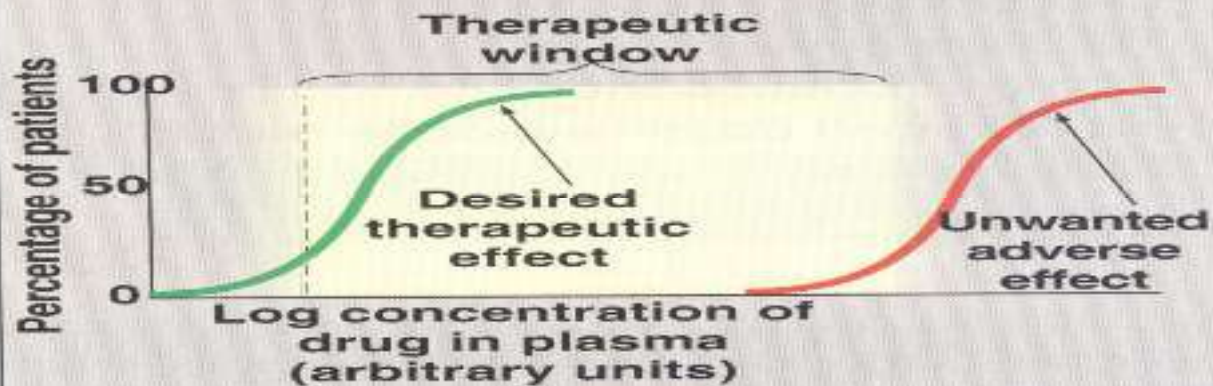 Therapeutic
window
Percentage of patients
100
50
0
Desired
therapeutic
effect
Unwanted
adverse
effect
Log concentration of
drug in plasma
(arbitrary units)